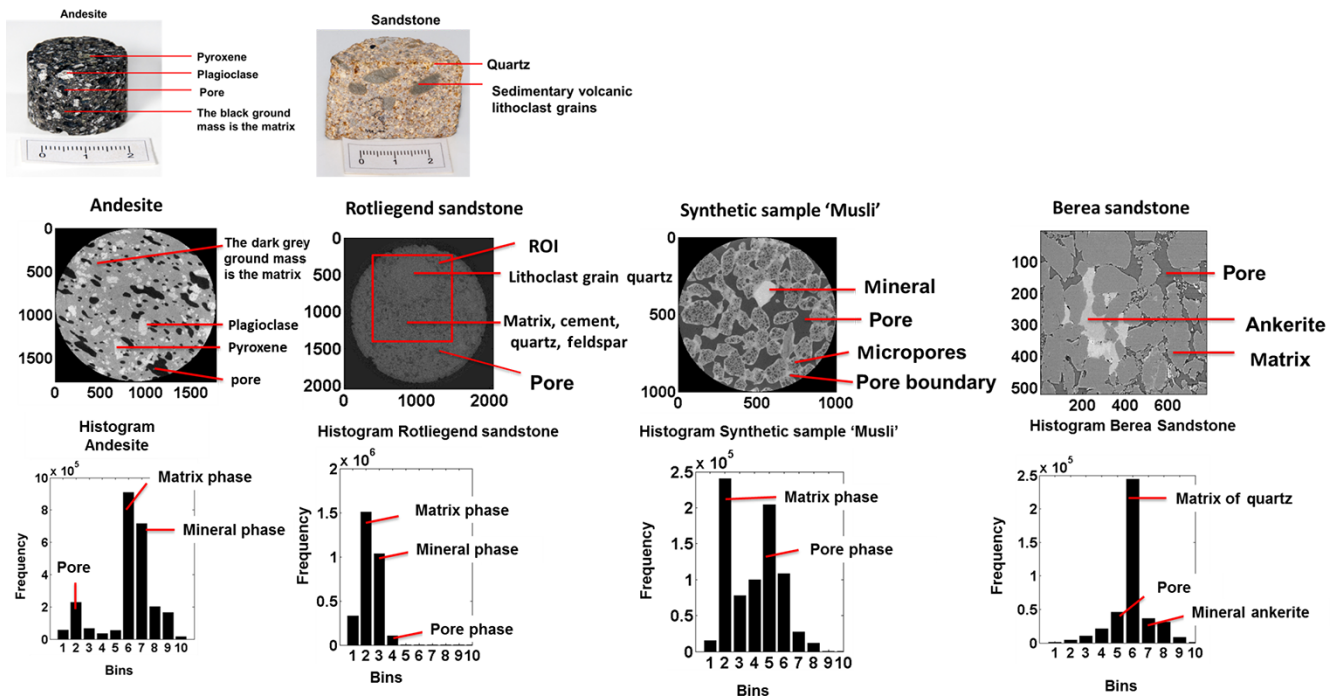 Andesite
Pyroxene
Plagioclase
Pore
The black ground
mass is the matrix
0 1 2
Sandstone
Quartz
Sedimentary volcanic
lithoclast grains
0 1 2
Andesite
0
500
1000
1500
0 500 1000 1500
The dark grey
ground mass
is the matrix
Plagioclase
Pyroxene
pore
Rotliegend sandstone
0
500
1000
1500
2000
0 1000 2000
ROI
Lithoclast grain quartz
Matrix, cement,
quartz, feldspar
Pore
Synthetic sample ‘Musli’
0
500
1000
0 500 1000
Mineral
Pore
Micropores
Pore boundary
Berea sandstone
100
200
300
400
500
200 400 600
Pore
Ankerite
Matrix
Histogram
Andesite
x 10⁵
10
8
6
4
2
0
Frequency
1 2 3 4 5 6 7 8 9 10
Bins
Pore
Matrix phase
Mineral phase
Histogram Rotliegend sandstone
x 10⁶
2
1.5
1
0.5
0
Frequency
1 2 3 4 5 6 7 8 9 10
Bins
Matrix phase
Mineral phase
Pore phase
Histogram Synthetic sample ‘Musli’
x 10⁵
2.5
2
1.5
1
0.5
0
Frequency
1 2 3 4 5 6 7 8 9 10
Bins
Matrix phase
Pore phase
Histogram Berea Sandstone
x 10⁵
2.5
2
1.5
1
0.5
0
Frequency
1 2 3 4 5 6 7 8 9 10
Bins
Matrix of quartz
Pore
Mineral ankerite